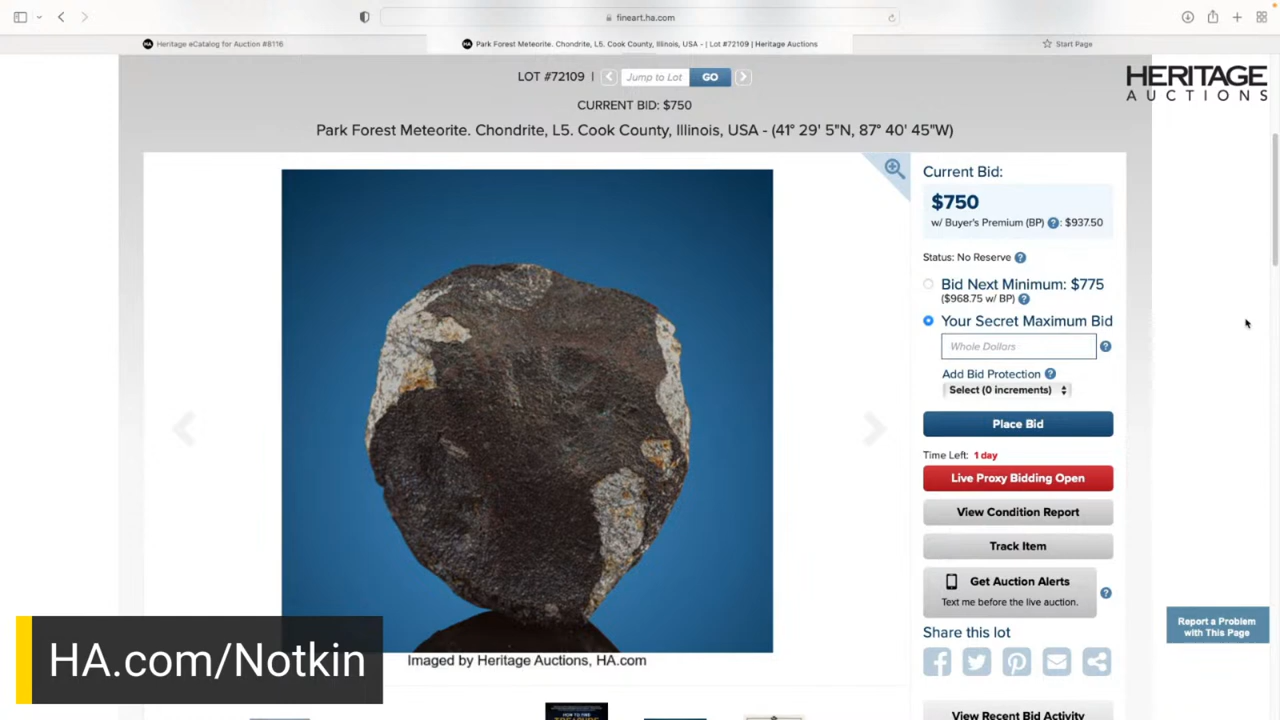 fineart.ha.com
HA Heritage eCatalog for Auction #8116
HA Park Forest Meteorite. Chondrite, L5. Cook County, Illinois, USA - | Lot #72109 | Heritage Auctions
Start Page
HERITAGE
AUCTIONS
LOT #72109 | Jump to Lot GO
CURRENT BID: $750
Park Forest Meteorite. Chondrite, L5. Cook County, Illinois, USA - (41° 29' 5"N, 87° 40' 45"W)
Current Bid:
$750
w/ Buyer's Premium (BP) ?: $937.50
Status: No Reserve ?
Bid Next Minimum: $775
($968.75 w/ BP) ?
Your Secret Maximum Bid
Whole Dollars ?
Add Bid Protection ?
Select (0 increments)
Place Bid
Time Left: 1 day
Live Proxy Bidding Open
View Condition Report
Track Item
Get Auction Alerts
Text me before the live auction. ?
Share this lot
Report a Problem
with This Page
View Recent Bid Activity
Imaged by Heritage Auctions, HA.com
HA.com/Notkin
HOW TO FIND